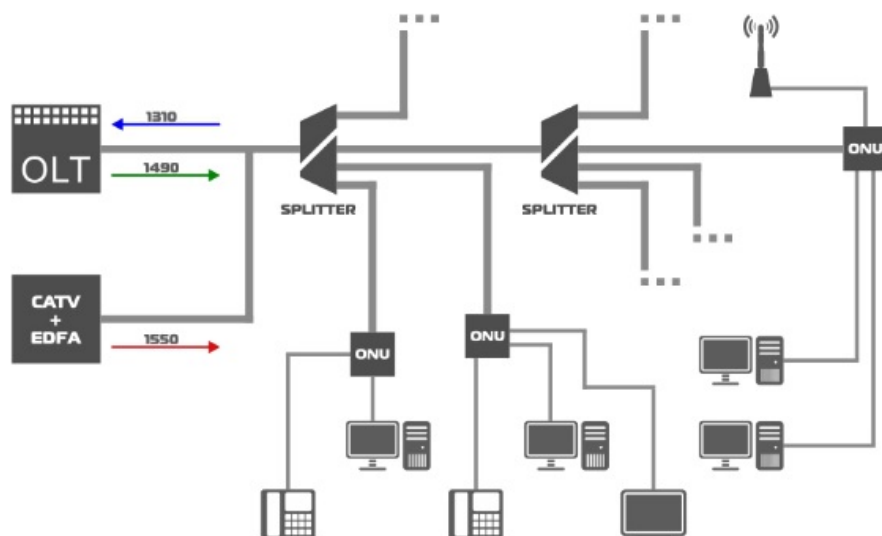 1310
OLT
1490
SPLITTER
SPLITTER
ONU
CATV
+
EDFA
1550
ONU
ONU